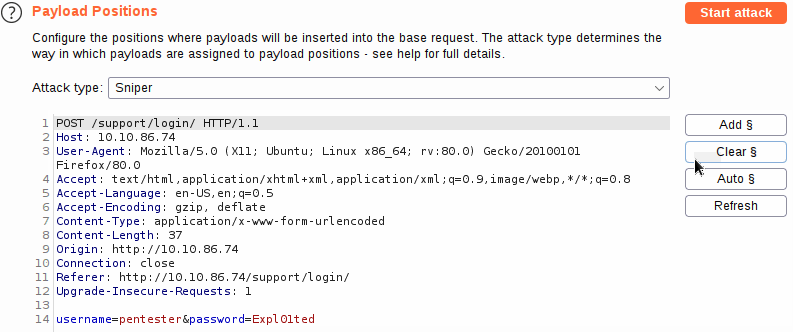 ? Payload Positions Start attack
Configure the positions where payloads will be inserted into the base request. The attack type determines the
way in which payloads are assigned to payload positions - see help for full details.
Attack type: Sniper
1 POST /support/login/ HTTP/1.1
2 Host: 10.10.86.74
3 User-Agent: Mozilla/5.0 (X11; Ubuntu; Linux x86_64; rv:80.0) Gecko/20100101
Firefox/80.0
4 Accept: text/html,application/xhtml+xml,application/xml;q=0.9,image/webp,*/*;q=0.8
5 Accept-Language: en-US,en;q=0.5
6 Accept-Encoding: gzip, deflate
7 Content-Type: application/x-www-form-urlencoded
8 Content-Length: 37
9 Origin: http://10.10.86.74
10 Connection: close
11 Referer: http://10.10.86.74/support/login/
12 Upgrade-Insecure-Requests: 1
13
14 username=pentester&password=Expl01ted
Add §
Clear §
Auto §
Refresh